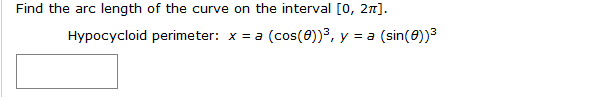 Find the arc length of the curve on the interval [0, 2π].
Hypocycloid perimeter: x = a (cos(θ))³, y = a (sin(θ))³